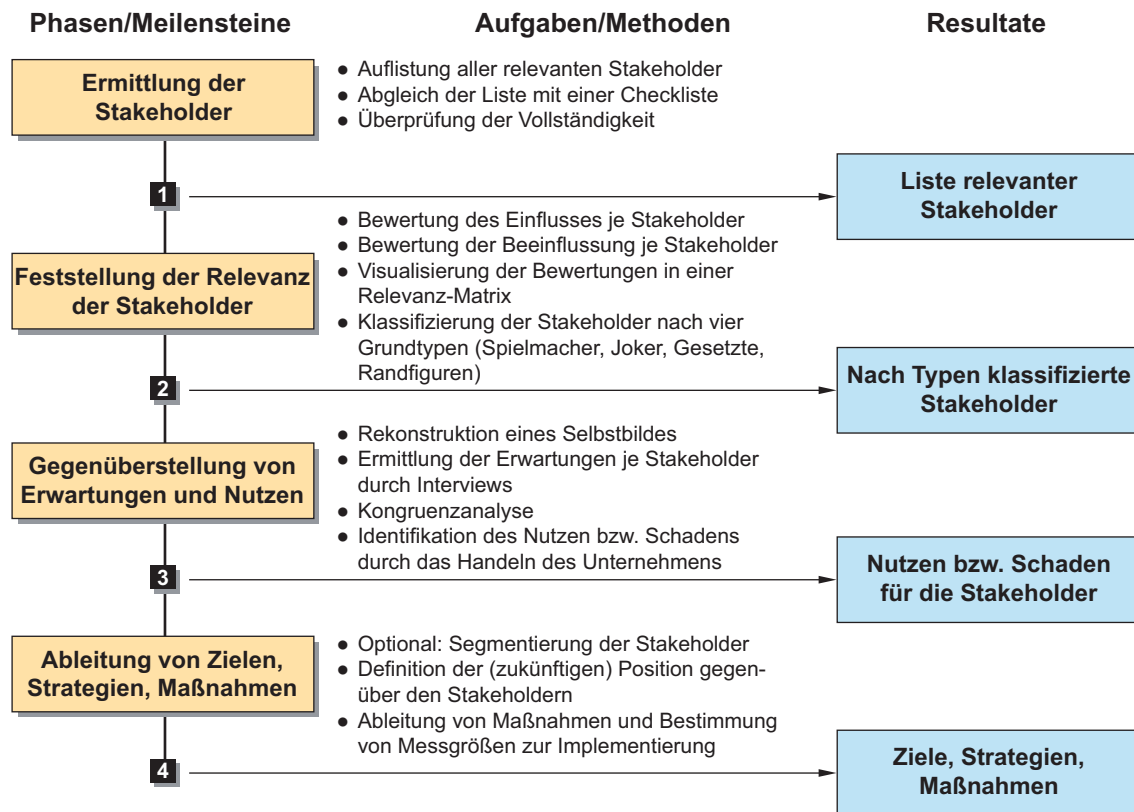 Phasen/Meilensteine
Aufgaben/Methoden
Resultate
Ermittlung der
Stakeholder
● Auflistung aller relevanten Stakeholder
● Abgleich der Liste mit einer Checkliste
● Überprüfung der Vollständigkeit
1
Liste relevanter
Stakeholder
Feststellung der Relevanz
der Stakeholder
● Bewertung des Einflusses je Stakeholder
● Bewertung der Beeinflussung je Stakeholder
● Visualisierung der Bewertungen in einer
Relevanz-Matrix
● Klassifizierung der Stakeholder nach vier
Grundtypen (Spielmacher, Joker, Gesetzte,
Randfiguren)
2
Nach Typen klassifizierte
Stakeholder
Gegenüberstellung von
Erwartungen und Nutzen
● Rekonstruktion eines Selbstbildes
● Ermittlung der Erwartungen je Stakeholder
durch Interviews
● Kongruenzanalyse
● Identifikation des Nutzen bzw. Schadens
durch das Handeln des Unternehmens
3
Nutzen bzw. Schaden
für die Stakeholder
Ableitung von Zielen,
Strategien, Maßnahmen
● Optional: Segmentierung der Stakeholder
● Definition der (zukünftigen) Position gegen-
über den Stakeholdern
● Ableitung von Maßnahmen und Bestimmung
von Messgrößen zur Implementierung
4
Ziele, Strategien,
Maßnahmen